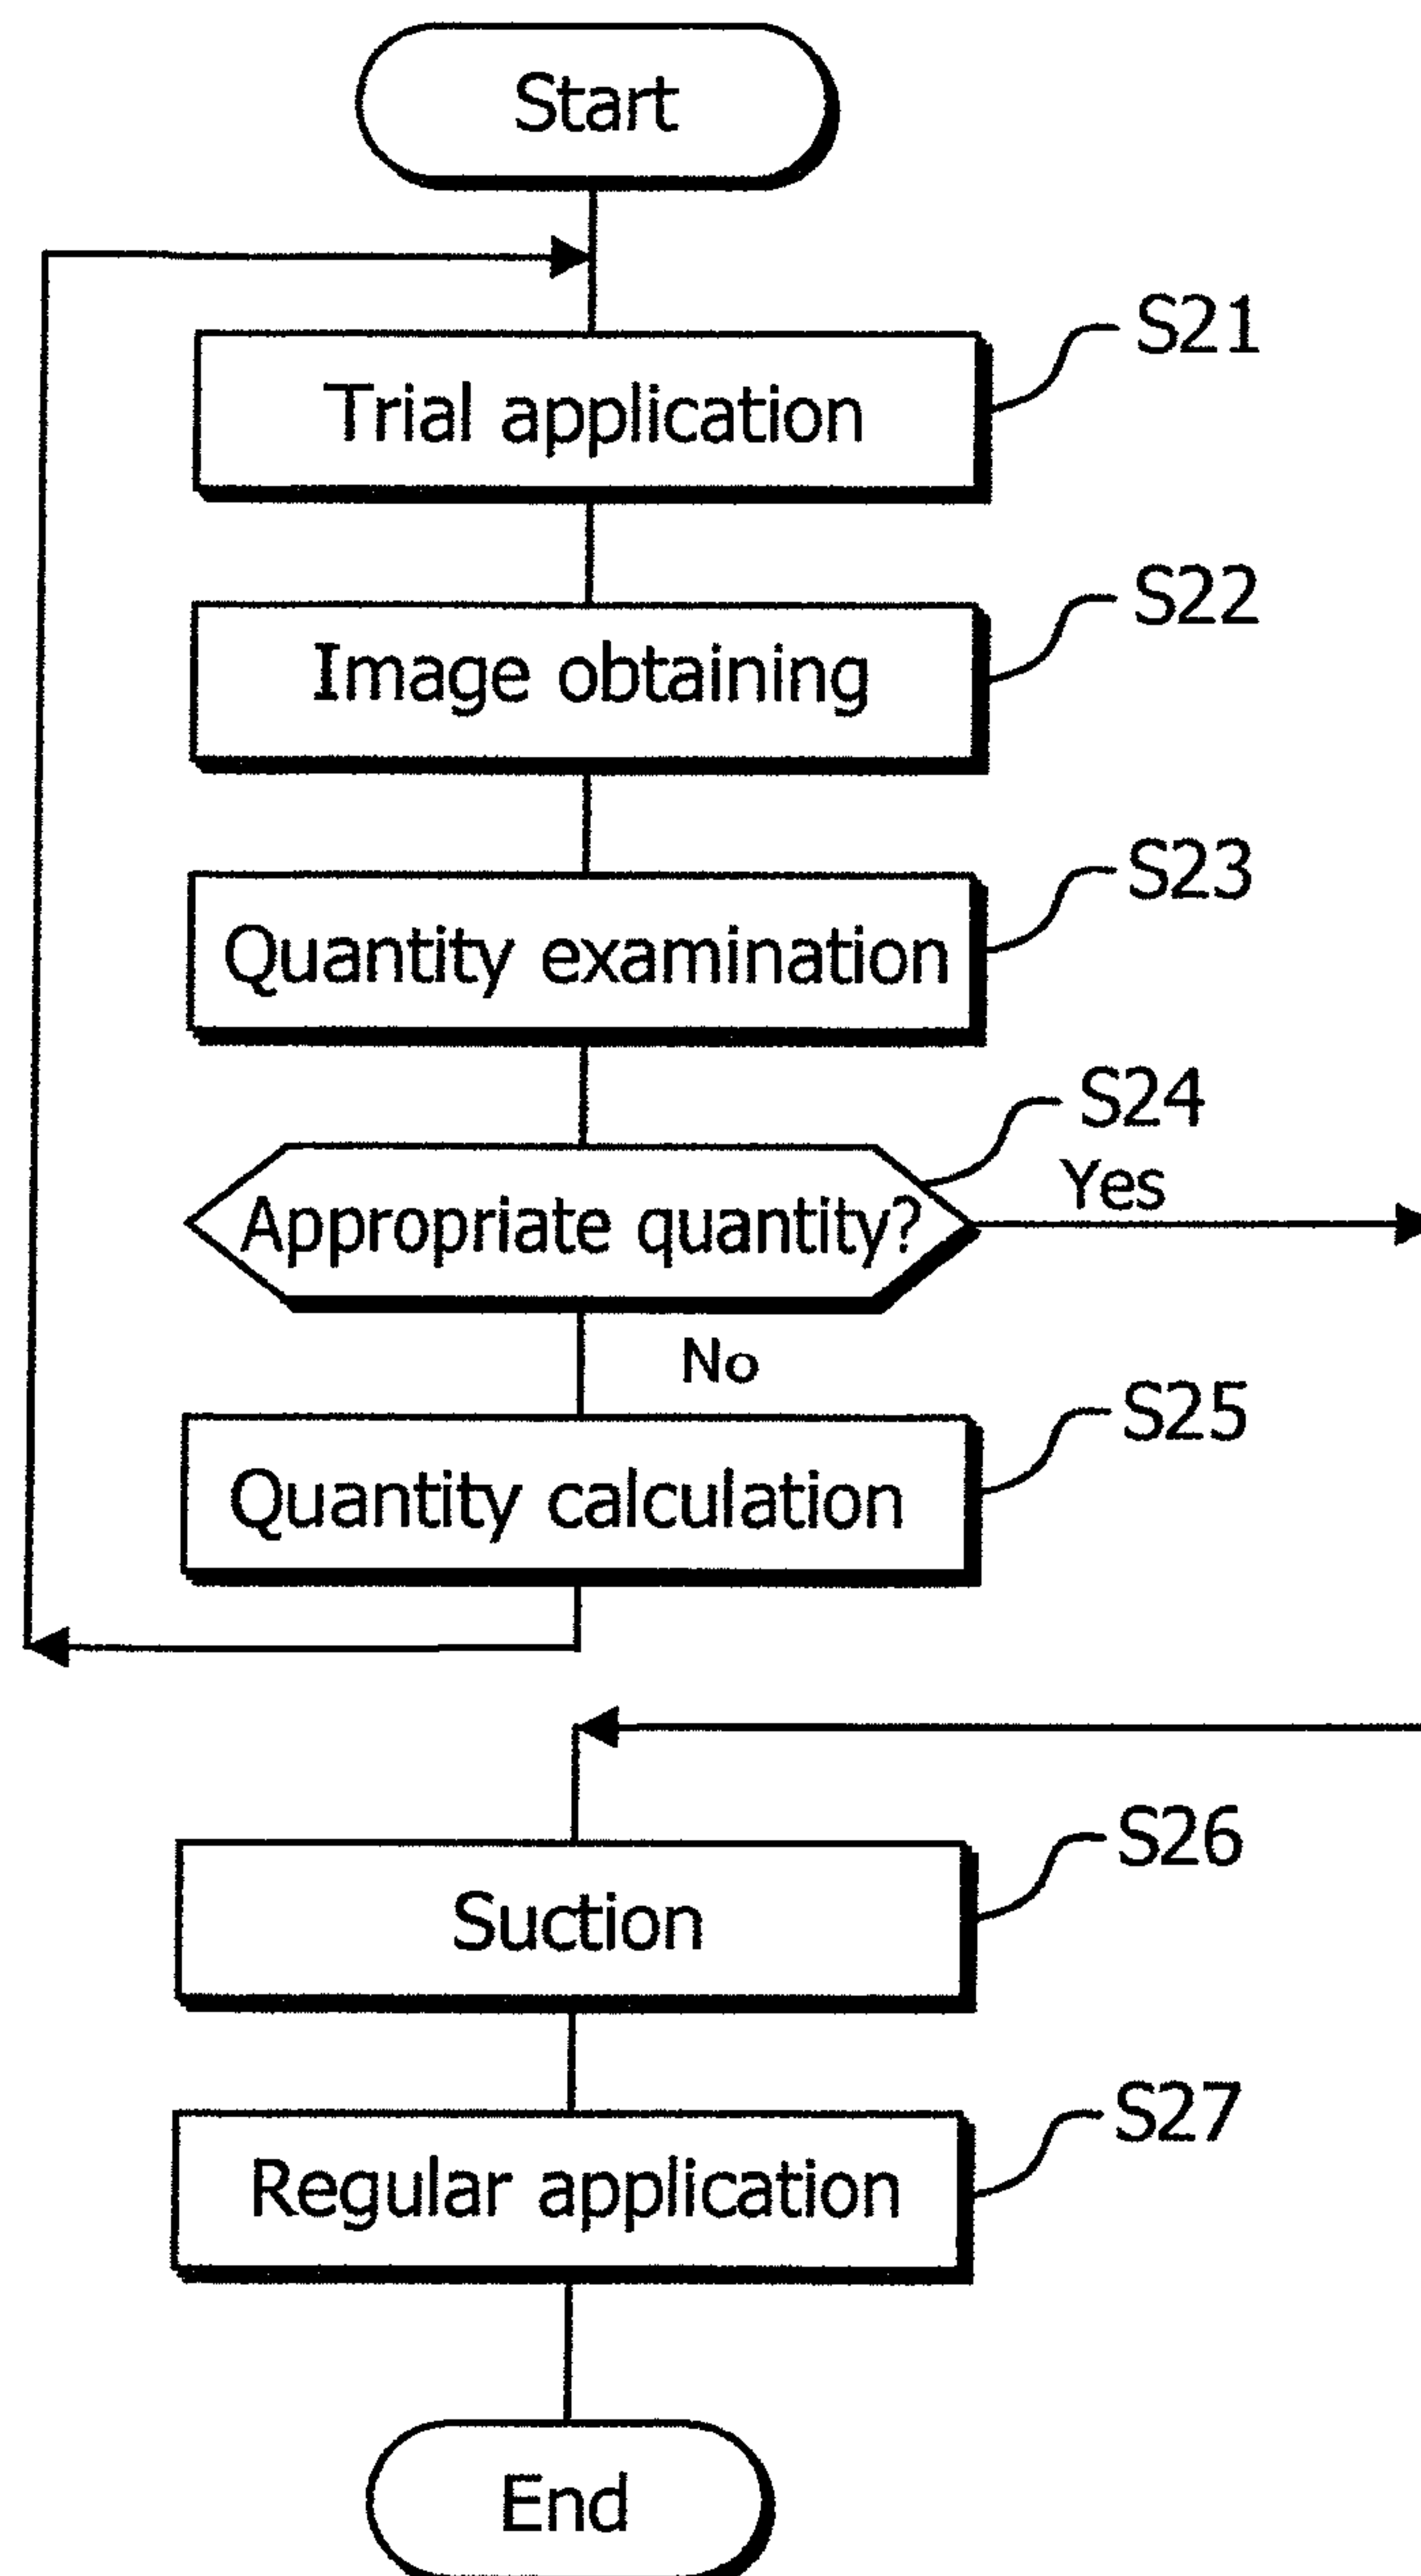 Start
S21
Trial application
S22
Image obtaining
S23
Quantity examination
S24
Yes
Appropriate quantity?
No
S25
Quantity calculation
S26
Suction
S27
Regular application
End